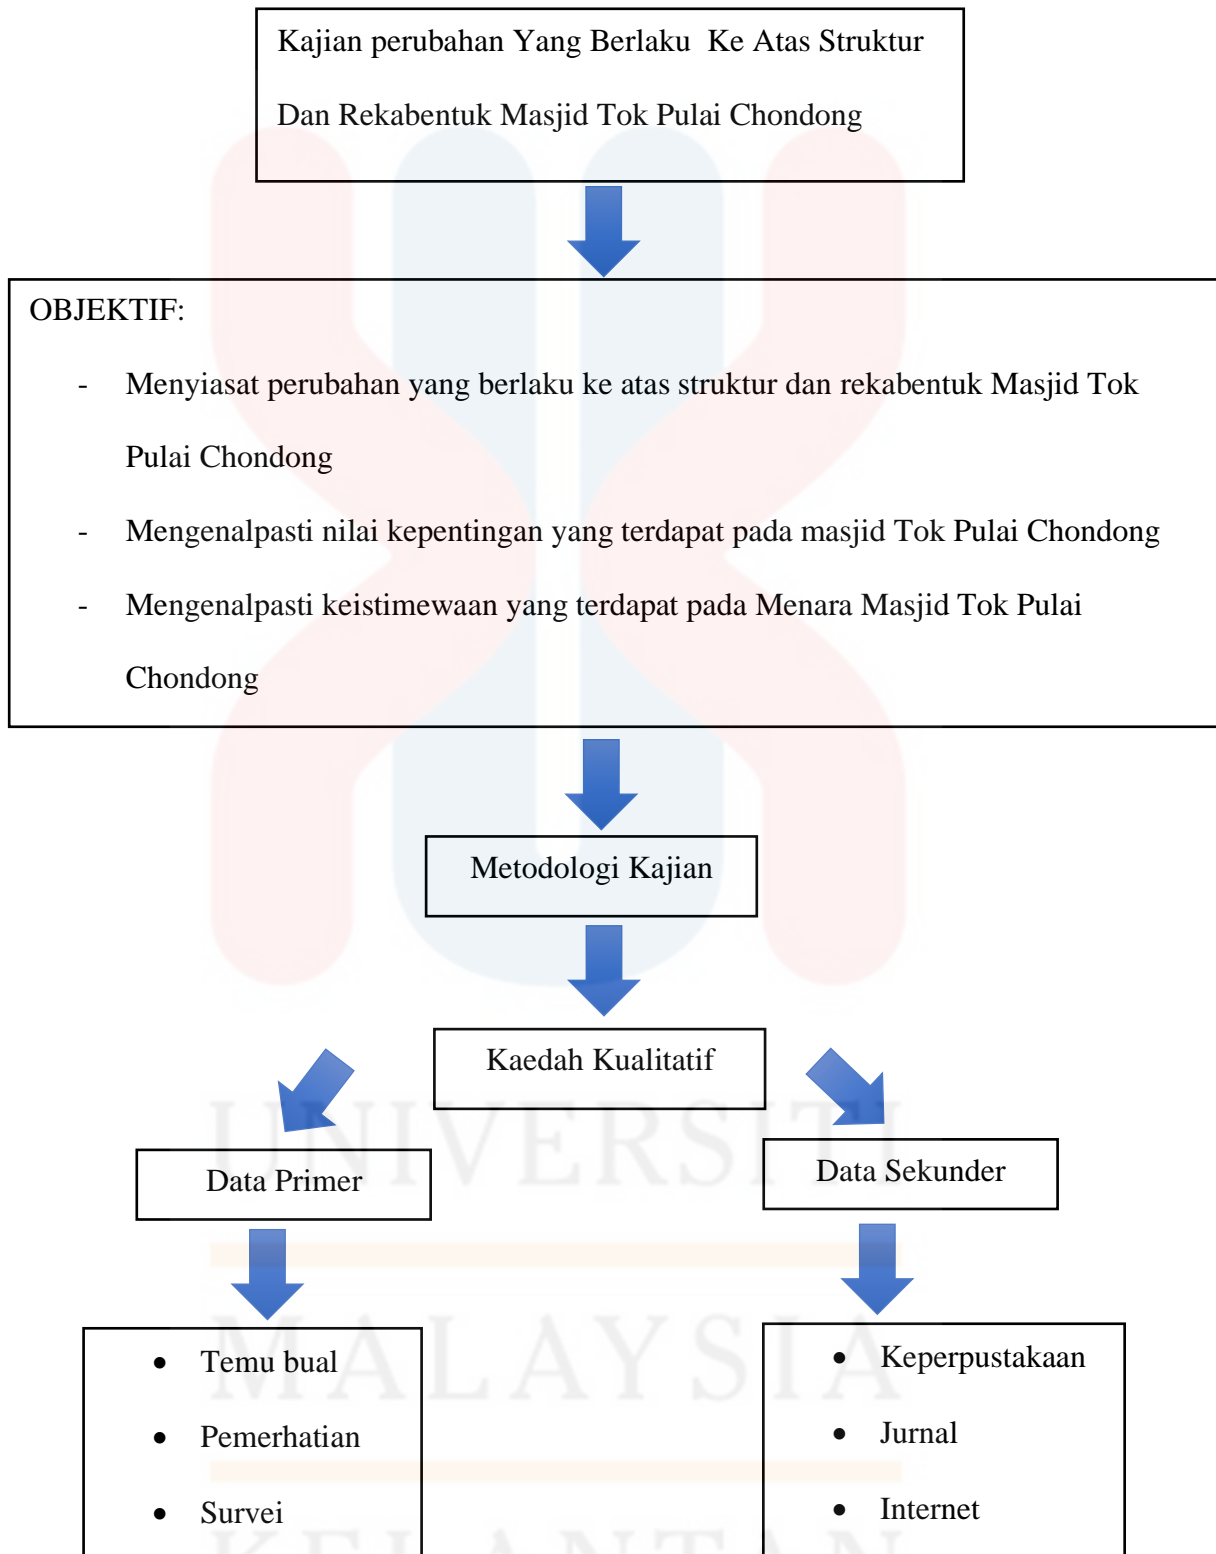 Kajian perubahan Yang Berlaku Ke Atas Struktur
Dan Rekabentuk Masjid Tok Pulai Chondong
OBJEKTIF:
- Menyiasat perubahan yang berlaku ke atas struktur dan rekabentuk Masjid Tok
Pulai Chondong
- Mengenalpasti nilai kepentingan yang terdapat pada masjid Tok Pulai Chondong
- Mengenalpasti keistimewaan yang terdapat pada Menara Masjid Tok Pulai
Chondong
Metodologi Kajian
Kaedah Kualitatif
UNIVERSITI
Data Primer
Data Sekunder
MALAYSIA
• Temu bual
• Pemerhatian
• Survei
• Keperpustakaan
• Jurnal
• Internet
KELANTAN